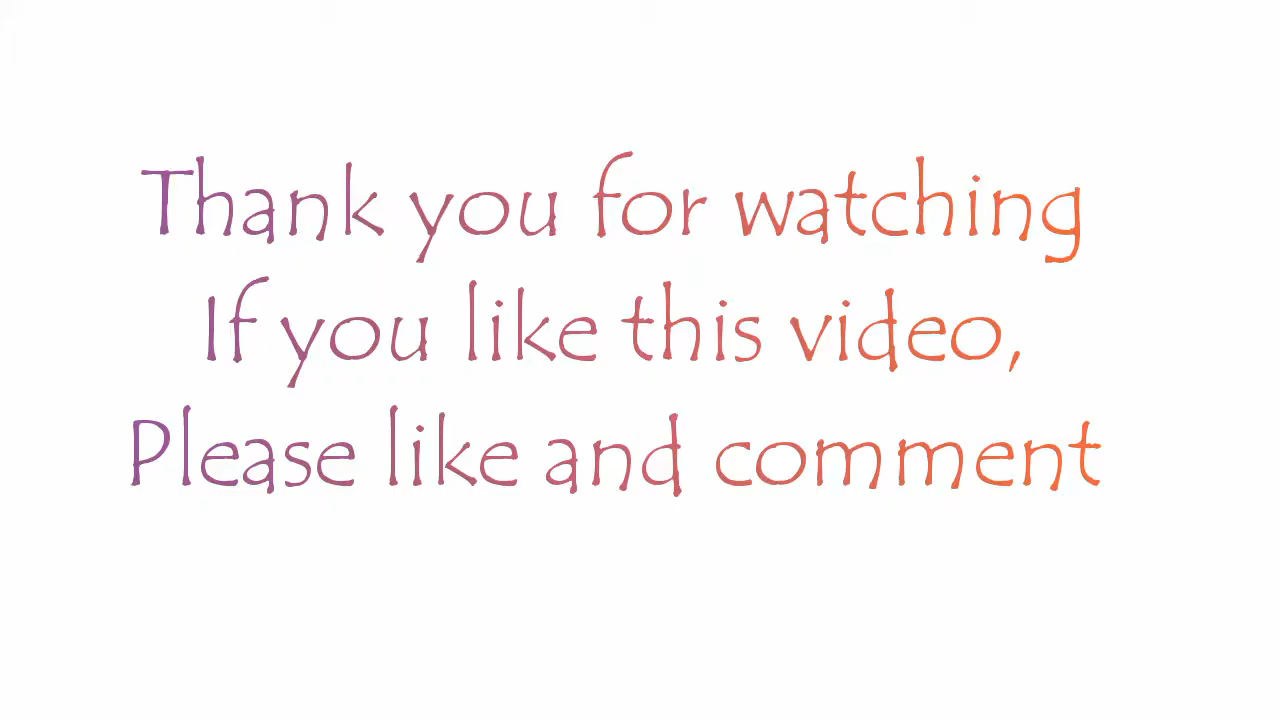 Thank you for watching
If you like this video,
Please like and comment